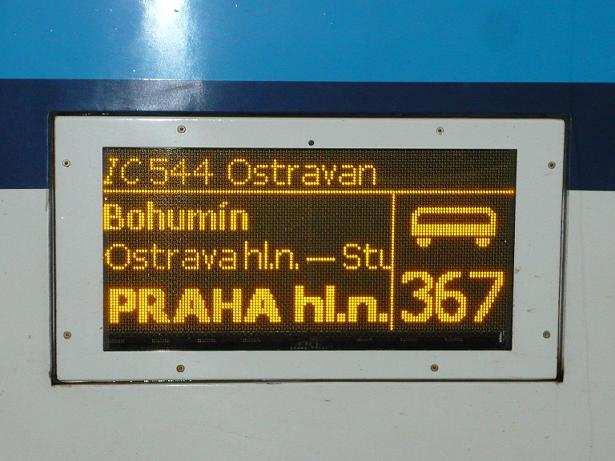 IC 544 Ostravan
Bohumín
Ostrava hl.n. — Stu
PRAHA hl.n.
367